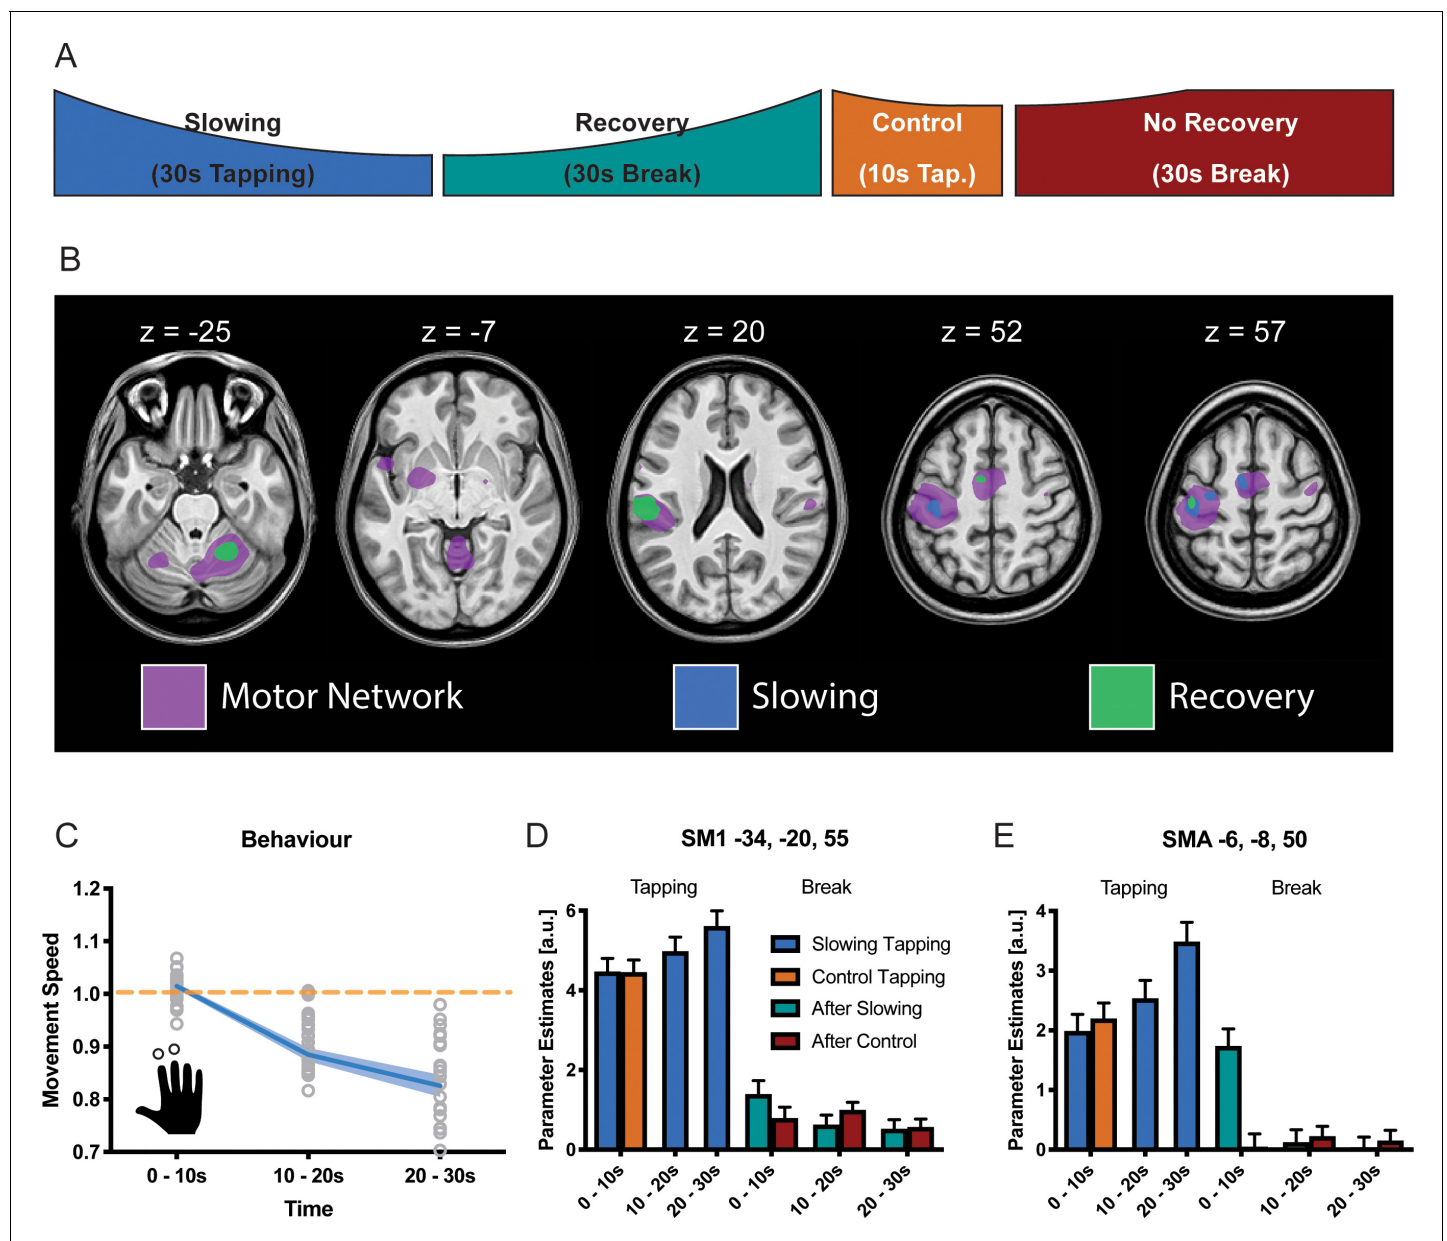 A
Slowing
(30s Tapping)
Recovery
(30s Break)
Control
(10s Tap.)
No Recovery
(30s Break)
B
z = -25
z = -7
z = 20
z = 52
z = 57
Motor Network
Slowing
Recovery
C
Behaviour
Movement Speed
1.2
1.1
1.0
0.9
0.8
0.7
0 - 10s
10 - 20s
20 - 30s
Time
D
SM1 -34, -20, 55
Tapping
Break
Parameter Estimates [a.u.]
6
4
2
0
Slowing Tapping
Control Tapping
After Slowing
After Control
0 - 10s
10 - 20s
20 - 30s
0 - 10s
10 - 20s
20 - 30s
E
SMA -6, -8, 50
Tapping
Break
Parameter Estimates [a.u.]
4
3
2
1
0
0 - 10s
10 - 20s
20 - 30s
0 - 10s
10 - 20s
20 - 30s